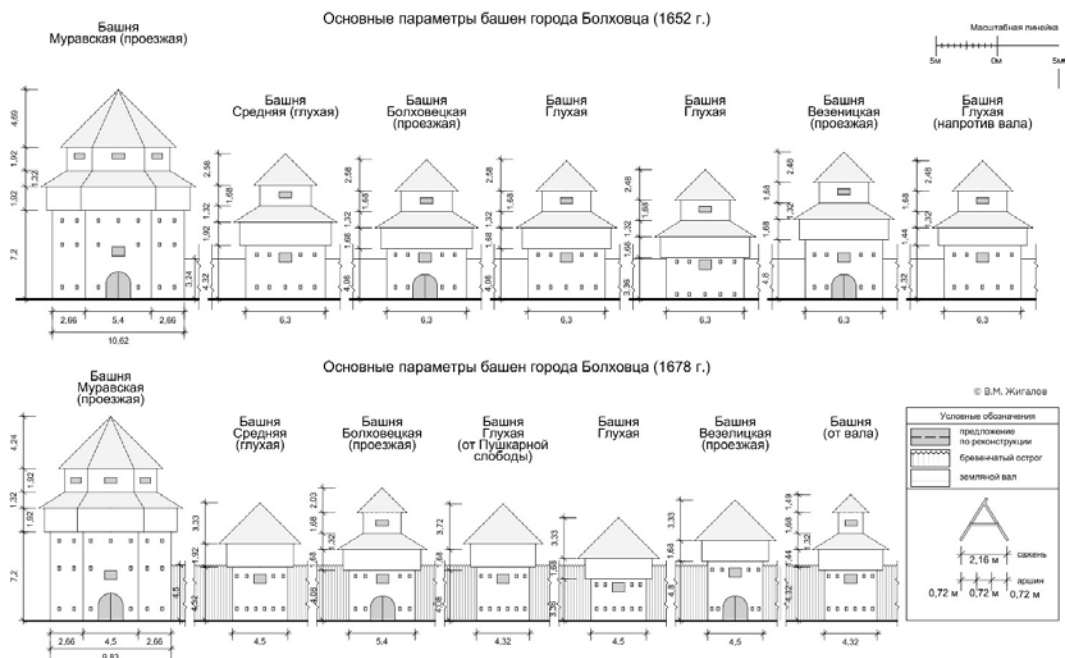 Основные параметры башен города Болховца (1652 г.)
Башня
Муравская (проезжая)
Масштабная линейка
5м
0м
5м
Башня
Средняя (глухая)
Башня
Болховецкая
(проезжая)
Башня
Глухая
Башня
Глухая
Башня
Везеницкая
(проезжая)
Башня
Глухая
(напротив вала)
4,69
1,92
1,32
1,92
7,2
3,24
2,66
5,4
2,66
10,62
2,58
1,68
1,32
1,92
4,32
6,3
2,58
1,68
1,32
1,68
4,08
6,3
2,58
1,68
1,32
1,68
4,08
6,3
2,48
1,68
1,32
1,68
3,36
6,3
2,48
1,68
1,32
1,68
4,8
6,3
2,48
1,68
1,32
1,44
4,32
6,3
Основные параметры башен города Болховца (1678 г.)
Башня
Муравская
(проезжая)
Башня
Средняя
(глухая)
Башня
Болховецкая
(проезжая)
Башня
Глухая
(от Пушкарной
слободы)
Башня
Глухая
Башня
Везелицкая
(проезжая)
Башня
(от вала)
4,24
1,92
1,32
1,92
7,2
4,5
2,66
4,5
2,66
9,83
3,33
1,92
4,32
4,5
2,03
1,68
1,32
1,68
4,08
5,4
3,72
1,68
4,08
4,32
3,33
1,68
3,36
4,5
3,33
1,68
4,8
4,5
1,49
1,68
1,32
1,44
4,32
4,32
© В.М. Жигалов
Условные обозначения
предложение
по реконструкции
бревенчатый острог
земляной вал
сажень
2,16 м
аршин
0,72 м
0,72 м
0,72 м